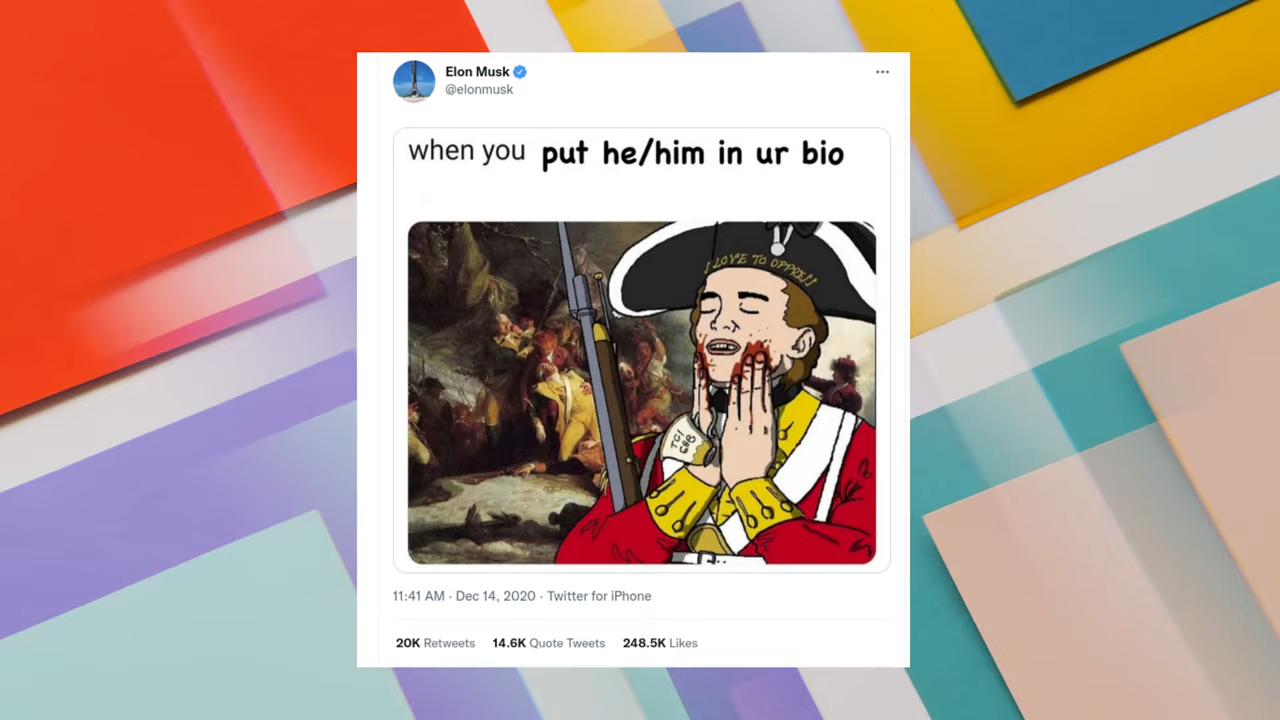 Elon Musk
@elonmusk
when you put he/him in ur bio
I LOVE TO OPPRESS
11:41 AM · Dec 14, 2020 · Twitter for iPhone
20K Retweets 14.6K Quote Tweets 248.5K Likes